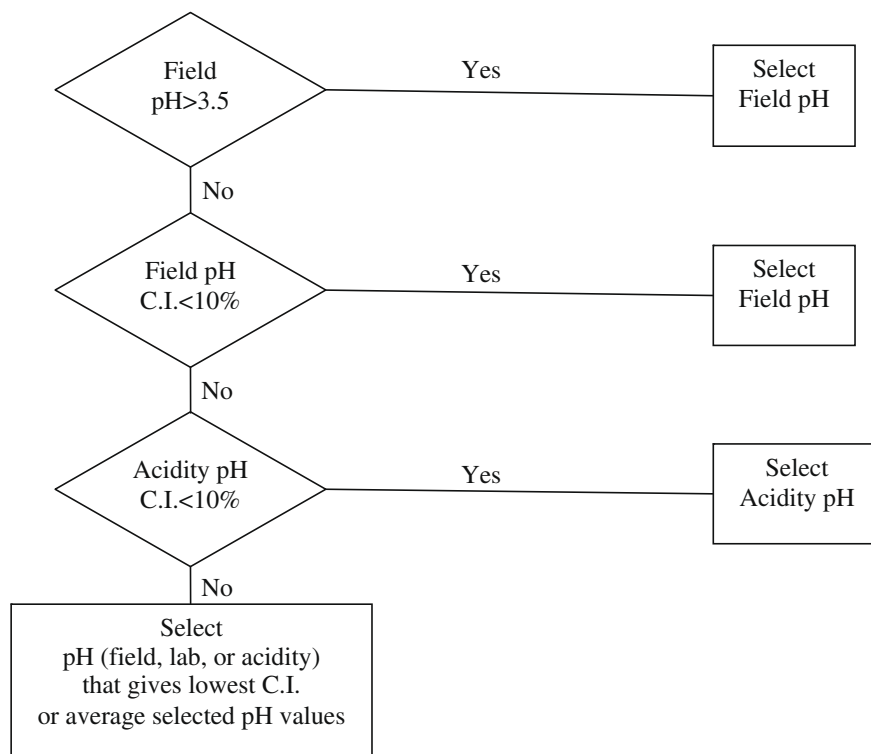 Field
pH>3.5
Yes
Select
Field pH
No
Field pH
C.I.<10%
Yes
Select
Field pH
No
Acidity pH
C.I.<10%
Yes
Select
Acidity pH
No
Select
pH (field, lab, or acidity)
that gives lowest C.I.
or average selected pH values